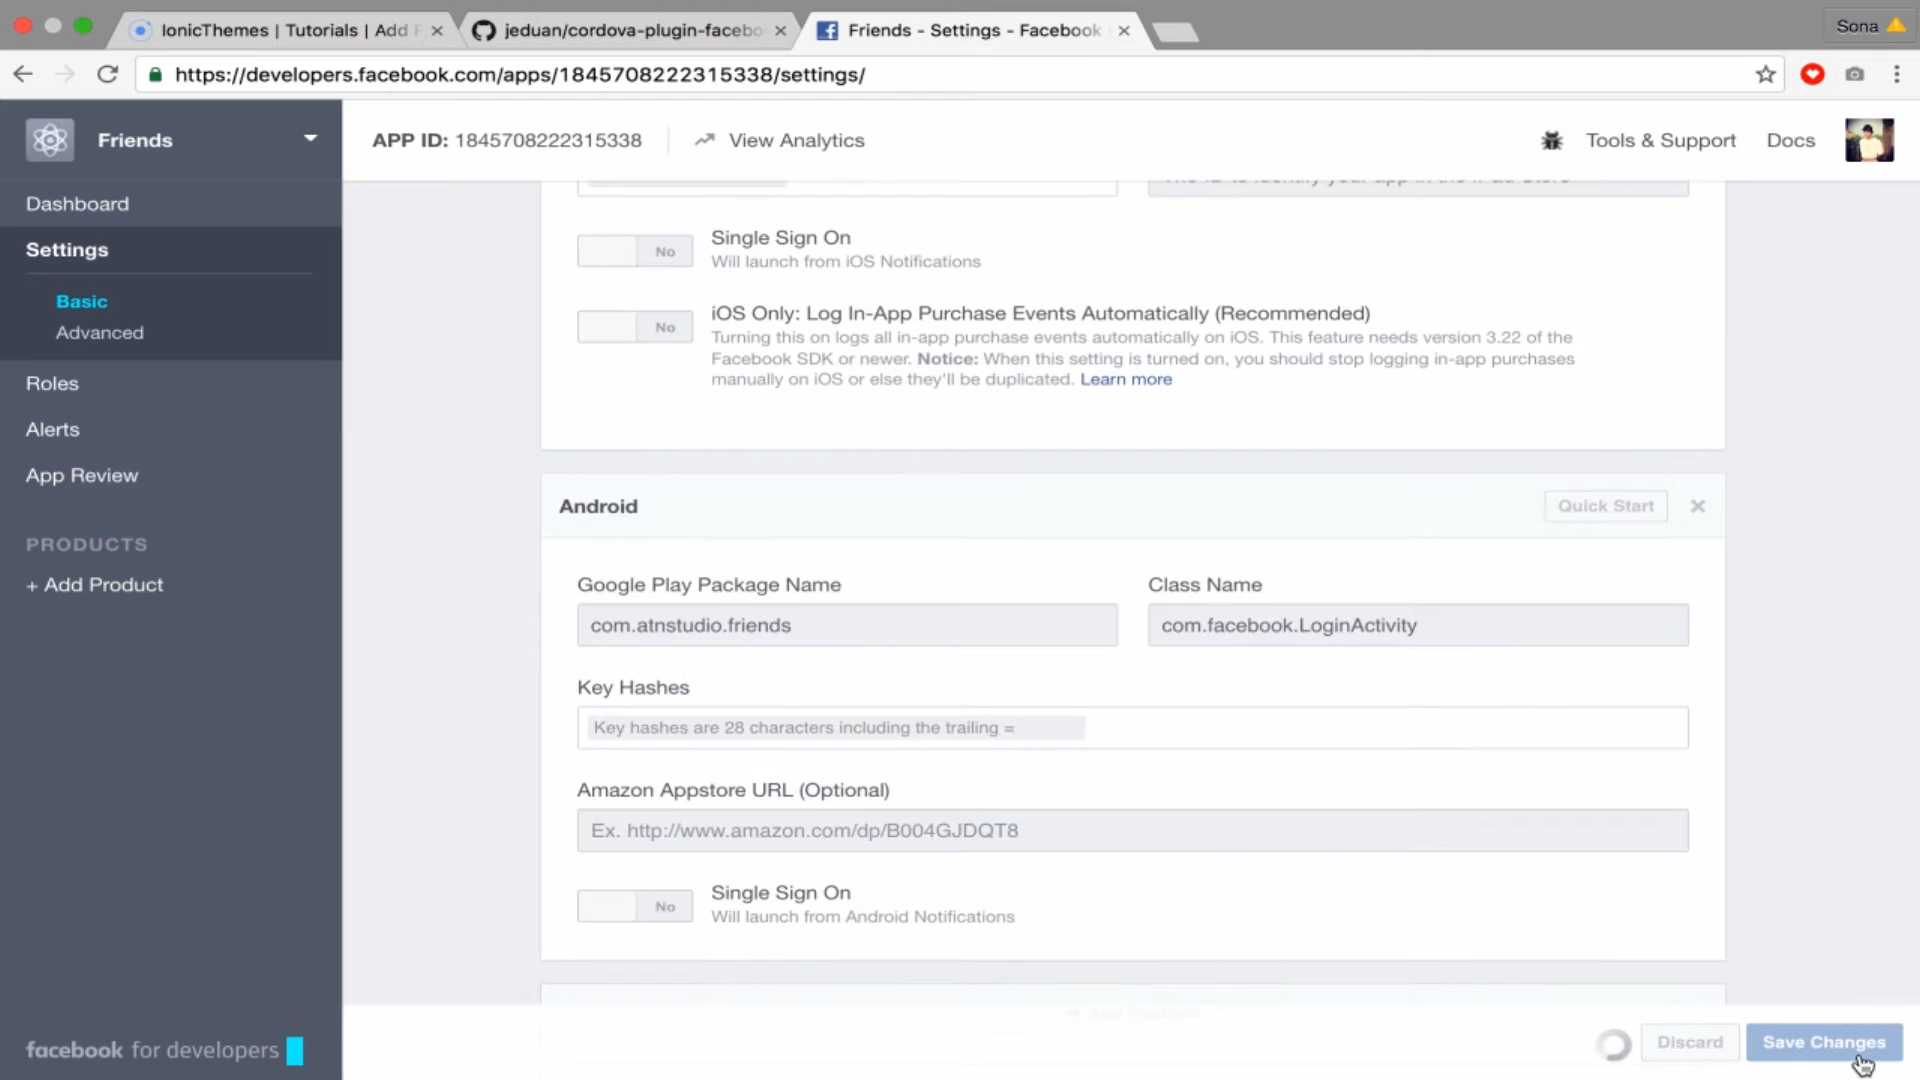 IonicThemes | Tutorials | Add F
jeduan/cordova-plugin-facebo
Friends - Settings - Facebook
Sona
https://developers.facebook.com/apps/1845708222315338/settings/
Friends
APP ID: 1845708222315338
View Analytics
Tools & Support
Docs
Dashboard
Settings
Basic
Advanced
Roles
Alerts
App Review
PRODUCTS
+ Add Product
facebook for developers
No
Single Sign On
Will launch from iOS Notifications
No
iOS Only: Log In-App Purchase Events Automatically (Recommended)
Turning this on logs all in-app purchase events automatically on iOS. This feature needs version 3.22 of the
Facebook SDK or newer. Notice: When this setting is turned on, you should stop logging in-app purchases
manually on iOS or else they'll be duplicated. Learn more
Android
Quick Start
Google Play Package Name
Class Name
com.atnstudio.friends
com.facebook.LoginActivity
Key Hashes
Key hashes are 28 characters including the trailing =
Amazon Appstore URL (Optional)
Ex. http://www.amazon.com/dp/B004GJDQT8
No
Single Sign On
Will launch from Android Notifications
Discard
Save Changes